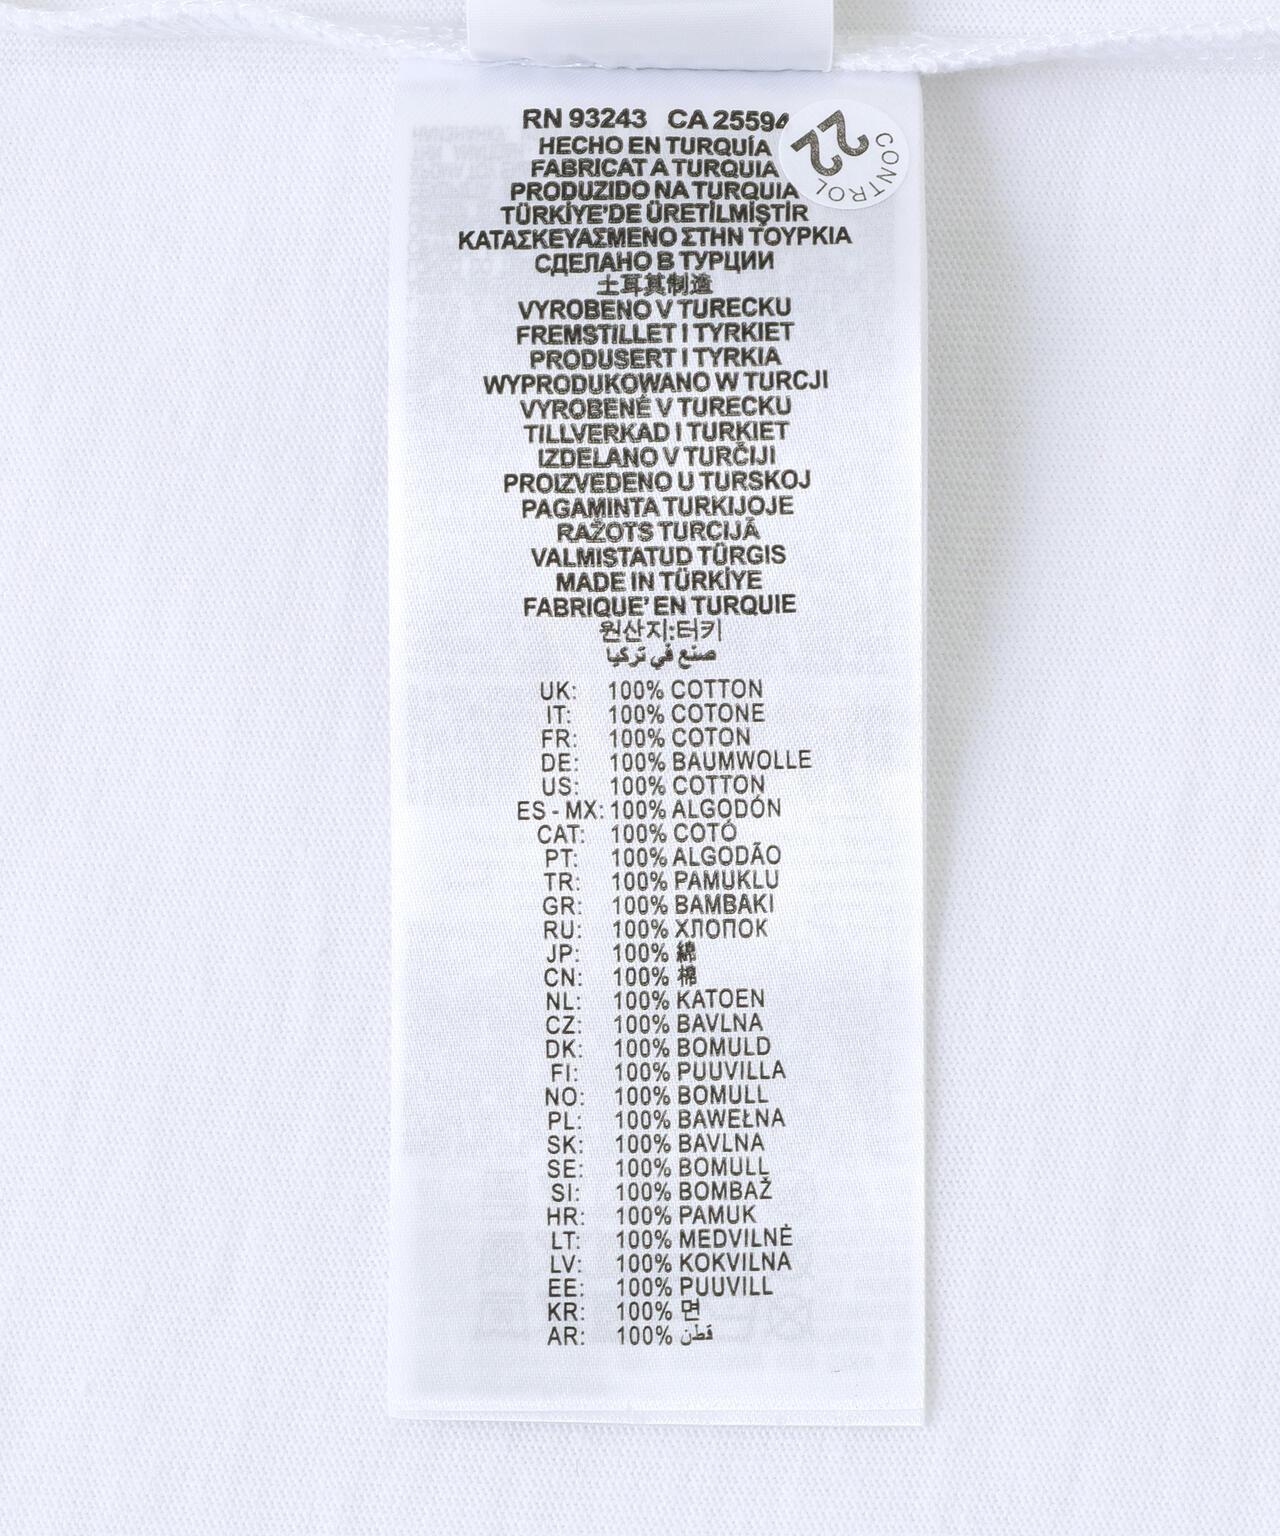 RN 93243 CA 25594
22
CONTROL
HECHO EN TURQUÍA
FABRICAT A TURQUIA
PRODUZIDO NA TURQUIA
TÜRKİYE'DE ÜRETİLMİŞTİR
ΚΑΤΑΣΚΕΥΑΣΜΕΝΟ ΣΤΗΝ ΤΟΥΡΚΙΑ
СДЕЛАНО В ТУРЦИИ
土耳其制造
VYROBENO V TURECKU
FREMSTILLET I TYRKIET
PRODUSERT I TYRKIA
WYPRODUKOWANO W TURCJI
VYROBENÉ V TURECKU
TILLVERKAD I TURKIET
IZDELANO V TURČIJI
PROIZVEDENO U TURSKOJ
PAGAMINTA TURKIJOJE
RAŽOTS TURCIJĀ
VALMISTATUD TÜRGIS
MADE IN TÜRKİYE
FABRIQUE' EN TURQUIE
원산지:터키
صنع في تركيا
UK: 100% COTTON
IT: 100% COTONE
FR: 100% COTON
DE: 100% BAUMWOLLE
US: 100% COTTON
ES - MX: 100% ALGODÓN
CAT: 100% COTÓ
PT: 100% ALGODÃO
TR: 100% PAMUKLU
GR: 100% ΒΑΜΒΑΚΙ
RU: 100% ХЛОПОК
JP: 100% 綿
CN: 100% 棉
NL: 100% KATOEN
CZ: 100% BAVLNA
DK: 100% BOMULD
FI: 100% PUUVILLA
NO: 100% BOMULL
PL: 100% BAWEŁNA
SK: 100% BAVLNA
SE: 100% BOMULL
SI: 100% BOMBAŽ
HR: 100% PAMUK
LT: 100% MEDVILNĖ
LV: 100% KOKVILNA
EE: 100% PUUVILL
KR: 100% 면
AR: 100% قطن